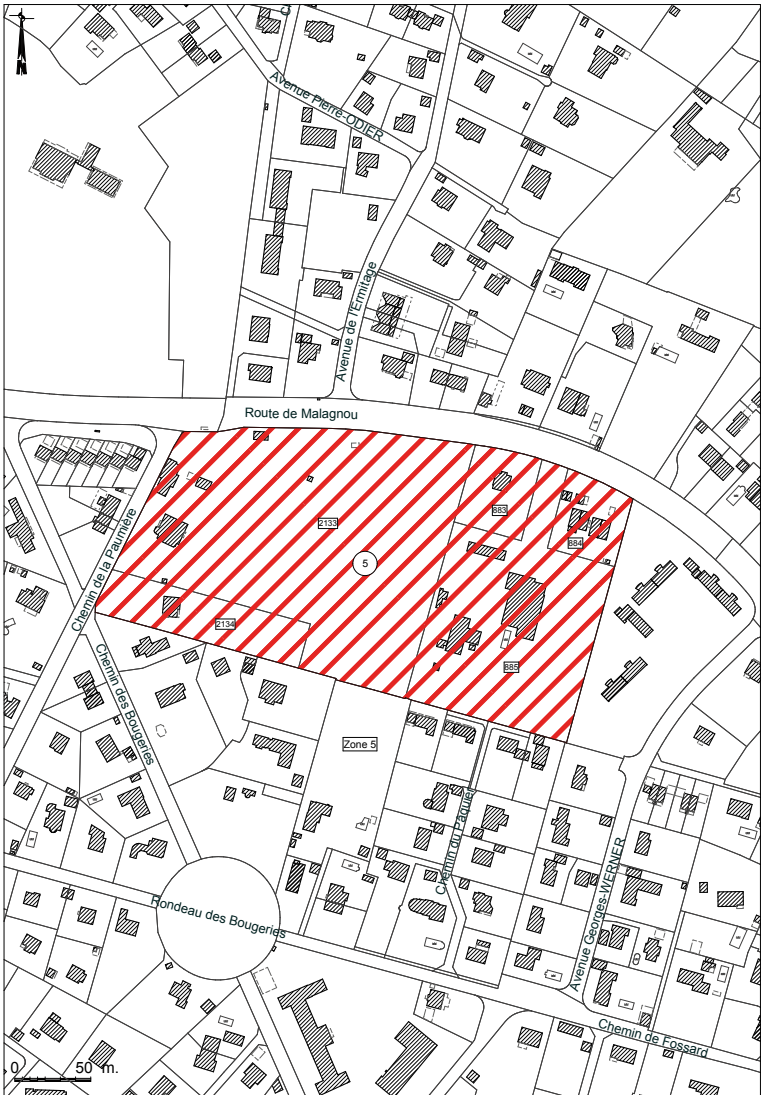 N
Avenue Pierre-ODIER
Avenue de l'Ermitage
Route de Malagnou
Chemin de la Paumière
2133
883
884
5
2134
885
Chemin des Bougeries
Zone 5
Chemin du Pâquier
Avenue Georges-WERNER
Rondeau des Bougeries
Chemin de Fossard
0 50 m.